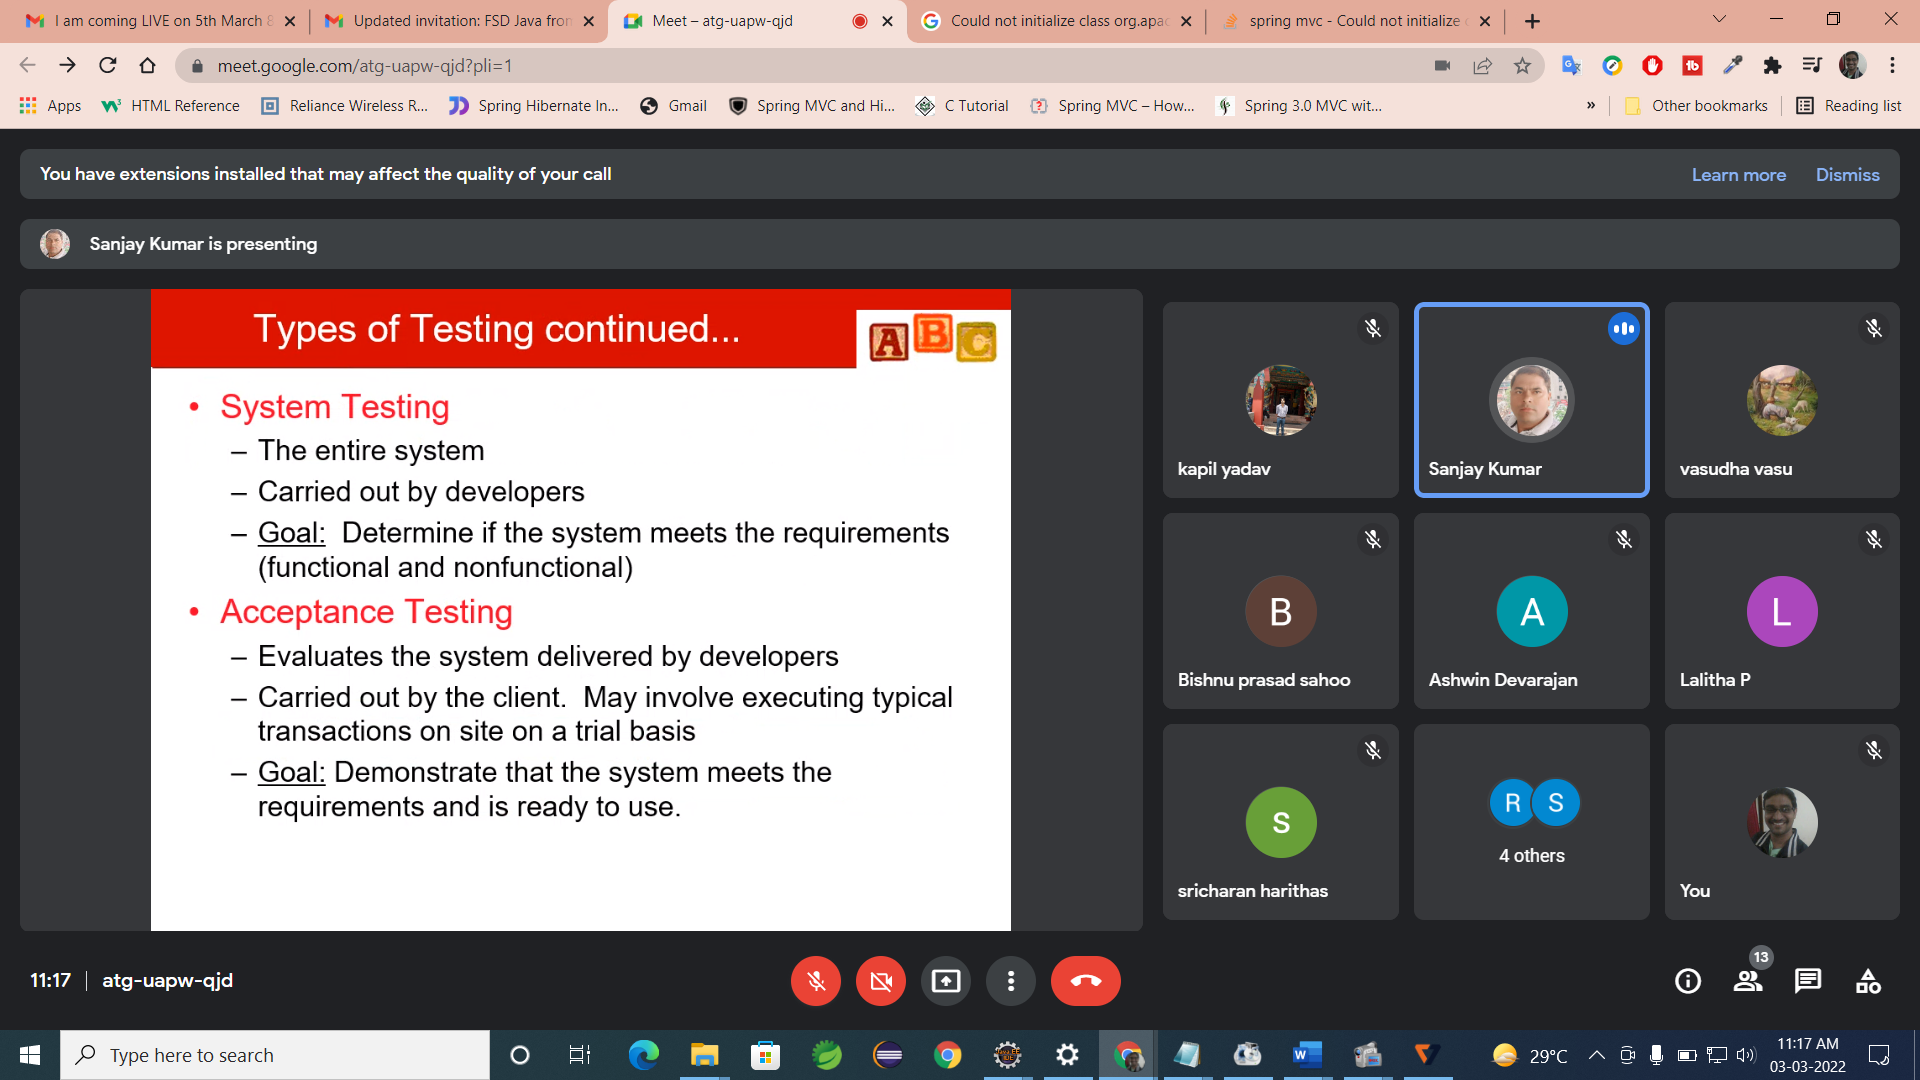 I am coming LIVE on 5th March 8
Updated invitation: FSD Java from
Meet – atg-uapw-qjd
Could not initialize class org.apac
spring mvc - Could not initialize c
meet.google.com/atg-uapw-qjd?pli=1
Apps
HTML Reference
Reliance Wireless R...
Spring Hibernate In...
Gmail
Spring MVC and Hi...
C Tutorial
Spring MVC – How...
Spring 3.0 MVC wit...
»
Other bookmarks
Reading list
You have extensions installed that may affect the quality of your call
Learn more
Dismiss
Sanjay Kumar is presenting
Types of Testing continued...
A B C
• System Testing
– The entire system
– Carried out by developers
– Goal: Determine if the system meets the requirements
(functional and nonfunctional)
• Acceptance Testing
– Evaluates the system delivered by developers
– Carried out by the client. May involve executing typical
transactions on site on a trial basis
– Goal: Demonstrate that the system meets the
requirements and is ready to use.
kapil yadav
Sanjay Kumar
vasudha vasu
B
A
L
Bishnu prasad sahoo
Ashwin Devarajan
Lalitha P
S
R S
4 others
sricharan harithas
You
11:17 | atg-uapw-qjd
13
Type here to search
29°C
11:17 AM
03-03-2022